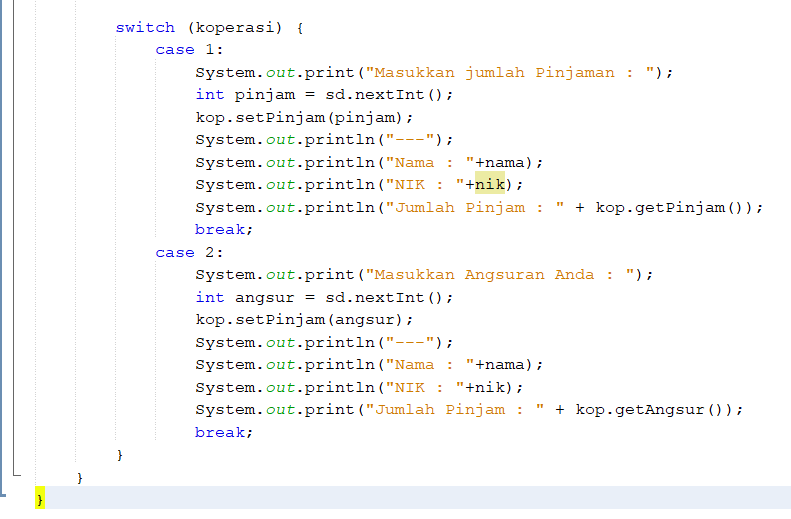 switch (koperasi) {
case 1:
System.out.print("Masukkan jumlah Pinjaman : ");
int pinjam = sd.nextInt();
kop.setPinjam(pinjam);
System.out.println("---");
System.out.println("Nama : "+nama);
System.out.println("NIK : "+nik);
System.out.println("Jumlah Pinjam : " + kop.getPinjam());
break;
case 2:
System.out.print("Masukkan Angsuran Anda : ");
int angsur = sd.nextInt();
kop.setPinjam(angsur);
System.out.println("---");
System.out.println("Nama : "+nama);
System.out.println("NIK : "+nik);
System.out.print("Jumlah Pinjam : " + kop.getAngsur());
break;
}
}
}